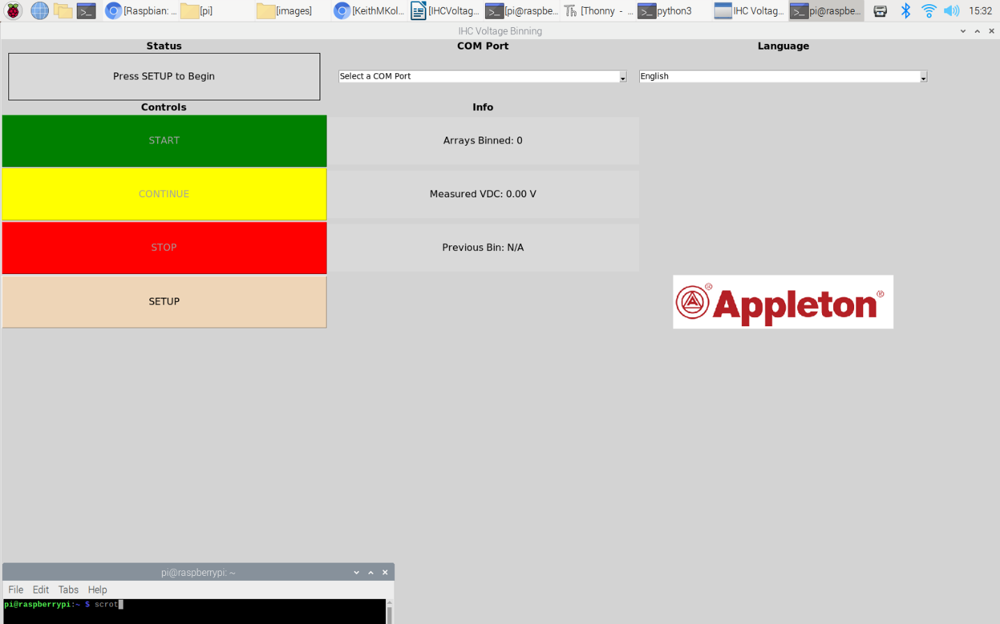 [Raspbian: ... [pi] [images] [KeithMKol... [IHCVoltag... [pi@raspbe... Th [Thonny - ... python3 IHC Voltag... pi@raspbe... 15:32
IHC Voltage Binning
Status COM Port Language
Press SETUP to Begin Select a COM Port English
Controls Info
START Arrays Binned: 0
CONTINUE Measured VDC: 0.00 V
STOP Previous Bin: N/A
SETUP
A® Appleton®
pi@raspberrypi: ~
File Edit Tabs Help
pi@raspberrypi:~ $ scrot